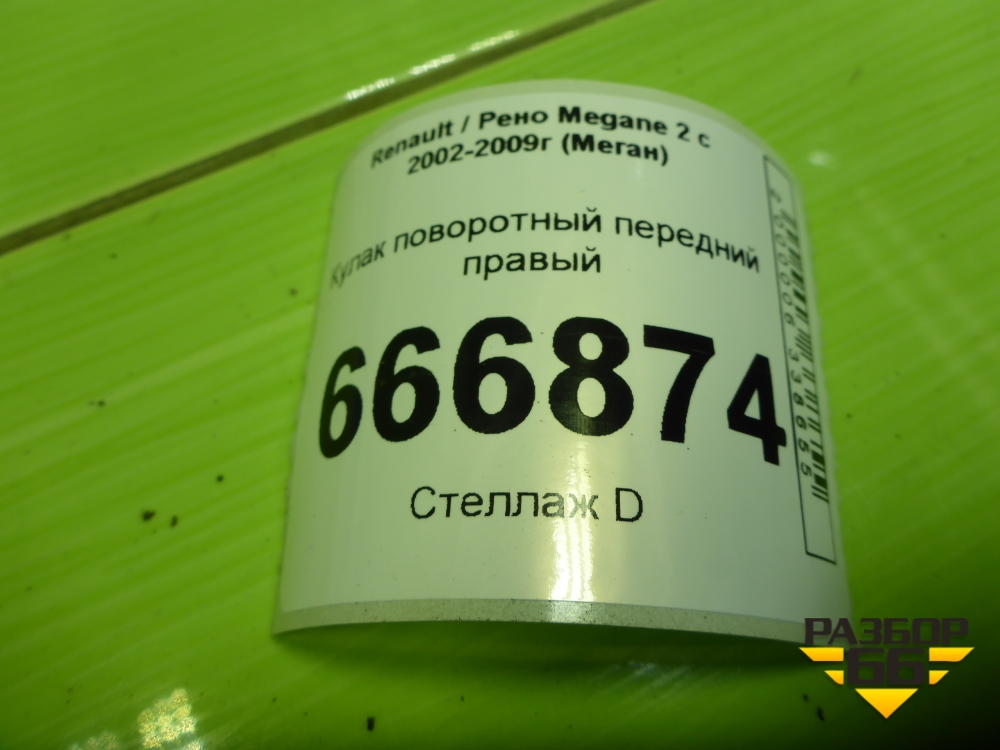 Renault / Рено Megane 2 с
2002-2009г (Меган)
Кулак поворотный передний
правый
666874
Стеллаж D
РАЗБОР
66